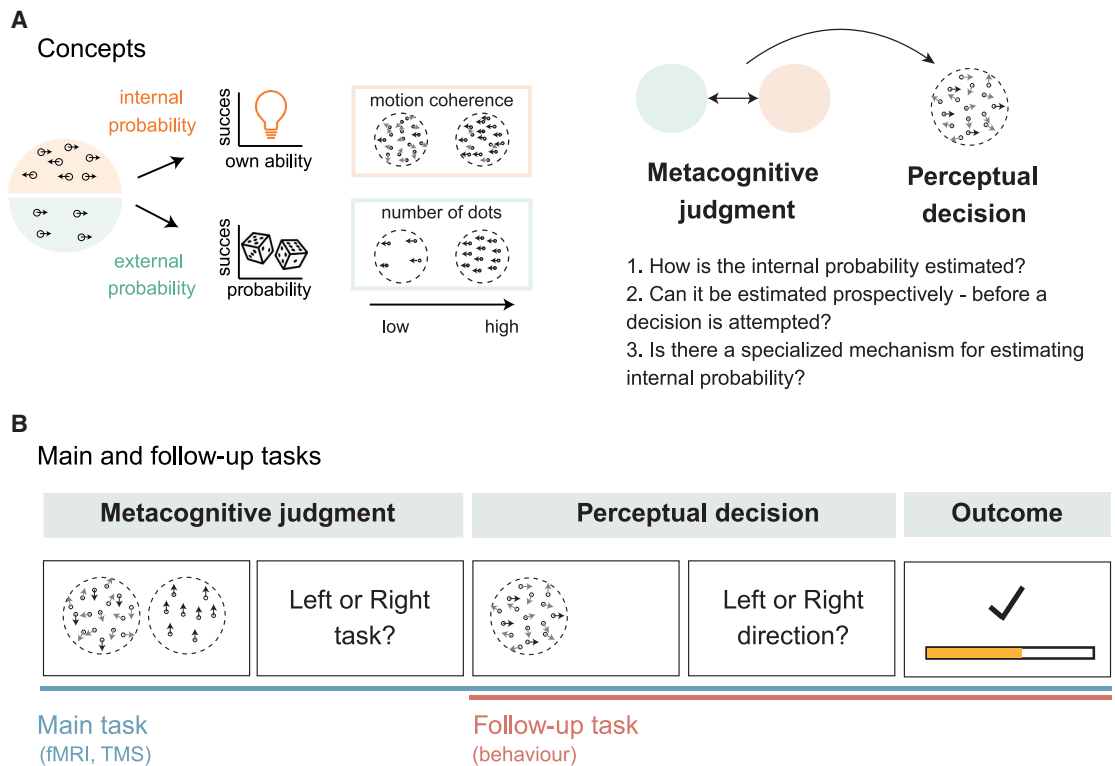 A
Concepts
internal
probability
succes
own ability
motion coherence
external
probability
succes
probability
number of dots
low
high
Metacognitive
judgment
Perceptual
decision
1. How is the internal probability estimated?
2. Can it be estimated prospectively - before a
decision is attempted?
3. Is there a specialized mechanism for estimating
internal probability?
B
Main and follow-up tasks
Metacognitive judgment
Perceptual decision
Outcome
Left or Right
task?
Left or Right
direction?
Main task
(fMRI, TMS)
Follow-up task
(behaviour)